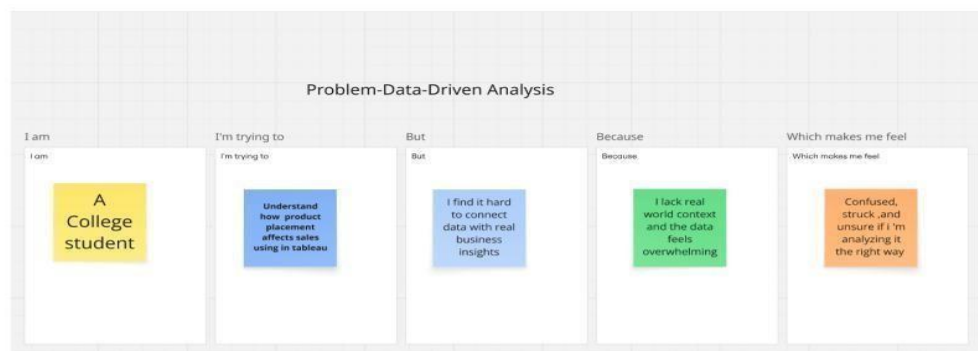 Problem-Data-Driven Analysis
I am
I'm trying to
But
Because
Which makes me feel
I am
I'm trying to
But
Because
Which makes me feel
A
College
student
Understand
how product
placement
affects sales
using in tableau
I find it hard
to connect
data with real
business
insights
I lack real
world context
and the data
feels
overwhelming
Confused,
struck ,and
unsure if i 'm
analyzing it
the right way